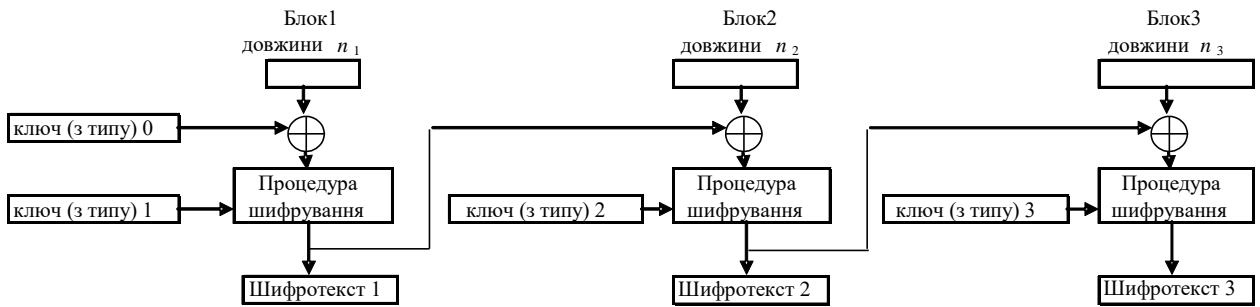 Блок1
довжини n 1
Блок2
довжини n 2
Блок3
довжини n 3
ключ (з типу) 0
ключ (з типу) 1
Процедура
шифрування
ключ (з типу) 2
Процедура
шифрування
ключ (з типу) 3
Процедура
шифрування
Шифротекст 1
Шифротекст 2
Шифротекст 3